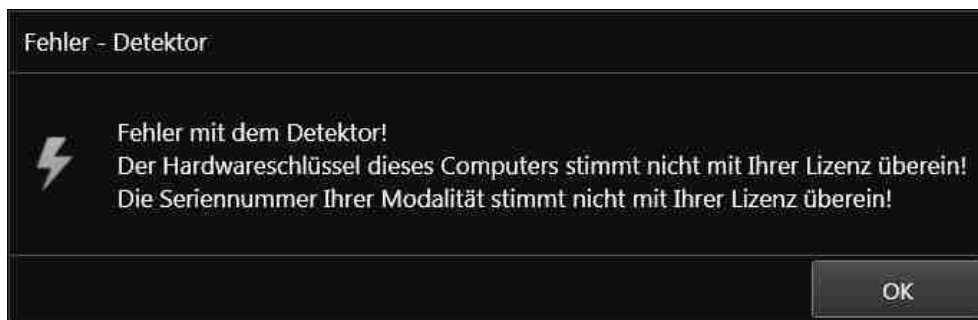 Fehler - Detektor
Fehler mit dem Detektor!
Der Hardwareschlüssel dieses Computers stimmt nicht mit Ihrer Lizenz überein!
Die Seriennummer Ihrer Modalität stimmt nicht mit Ihrer Lizenz überein!
OK